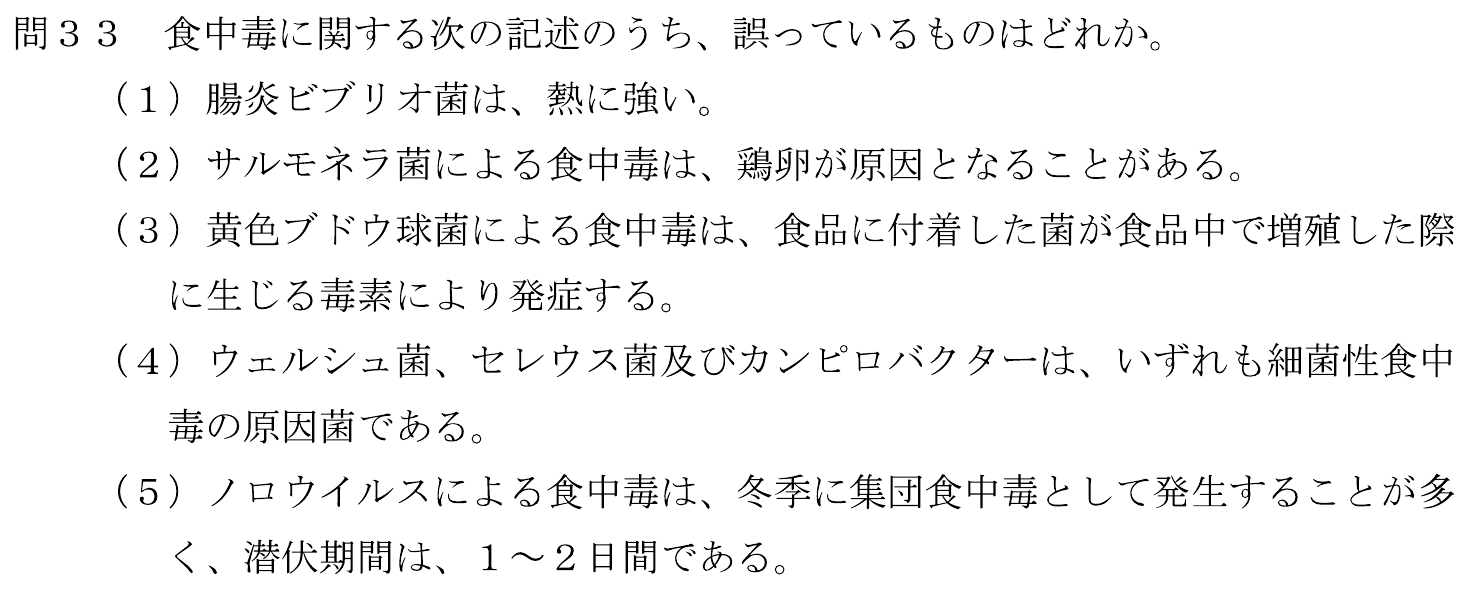 問３３　食中毒に関する次の記述のうち、誤っているものはどれか。
（１）腸炎ビブリオ菌は、熱に強い。
（２）サルモネラ菌による食中毒は、鶏卵が原因となることがある。
（３）黄色ブドウ球菌による食中毒は、食品に付着した菌が食品中で増殖した際
に生じる毒素により発症する。
（４）ウェルシュ菌、セレウス菌及びカンピロバクターは、いずれも細菌性食中
毒の原因菌である。
（５）ノロウイルスによる食中毒は、冬季に集団食中毒として発生することが多
く、潜伏期間は、１～２日間である。